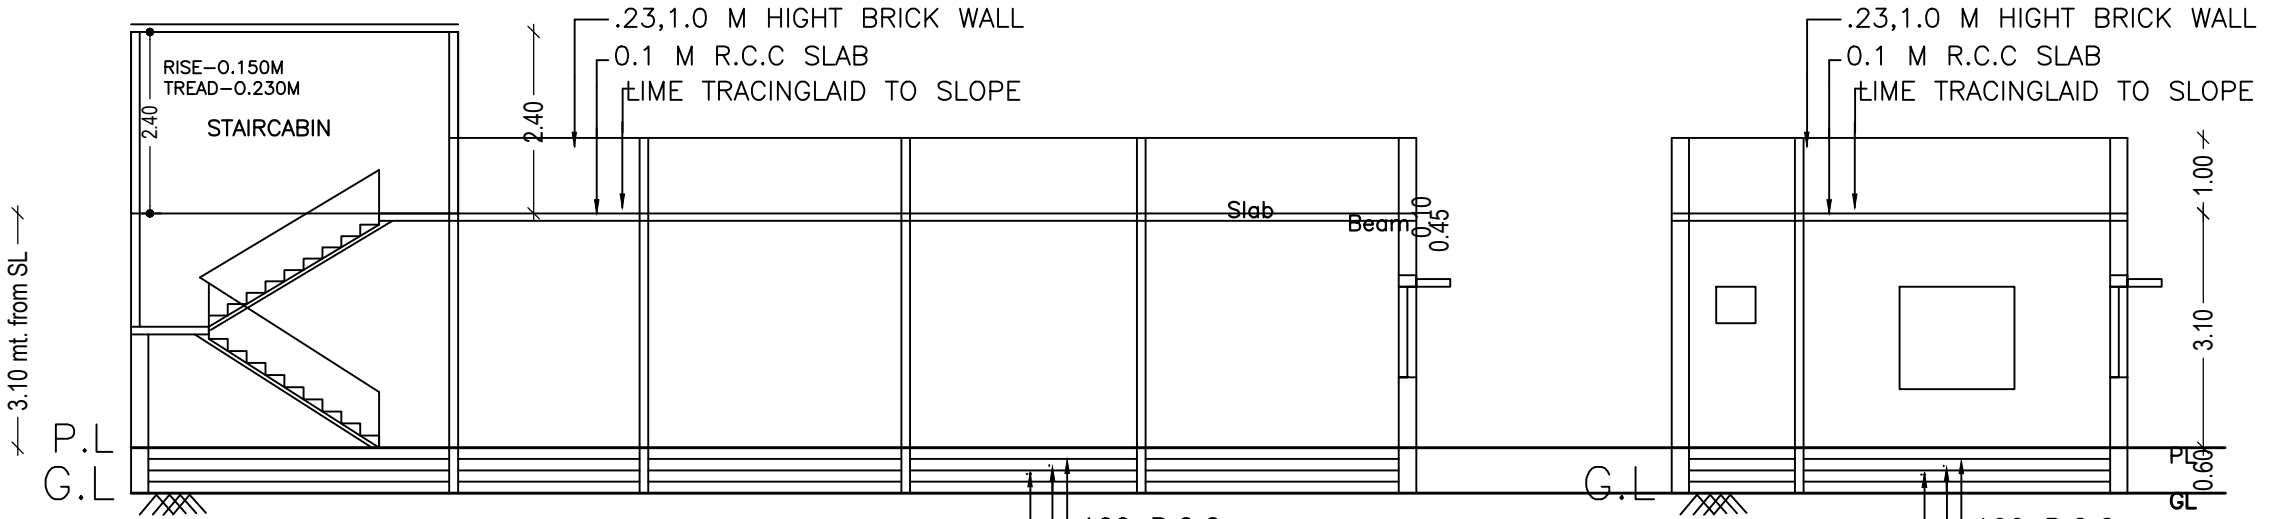 .23,1.0 M HIGHT BRICK WALL
0.1 M R.C.C SLAB
LIME TRACINGLAID TO SLOPE
RISE-0.150M
TREAD-0.230M
STAIRCABIN
2.40
2.40
Slab
Beam
0.10
0.45
3.10 mt. from SL
P.L
G.L
.23,1.0 M HIGHT BRICK WALL
0.1 M R.C.C SLAB
LIME TRACINGLAID TO SLOPE
1.00
3.10
0.60
PL
GL
G.L